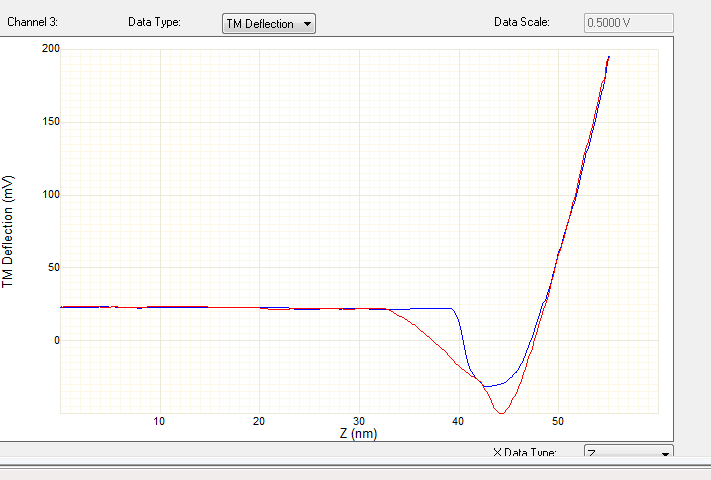 Channel 3: Data Type: TM Deflection Data Scale: 0.5000 V
200
150
100
50
0
TM Deflection (mV)
10 20 30 40 50
Z (nm)
X Data Type: Z